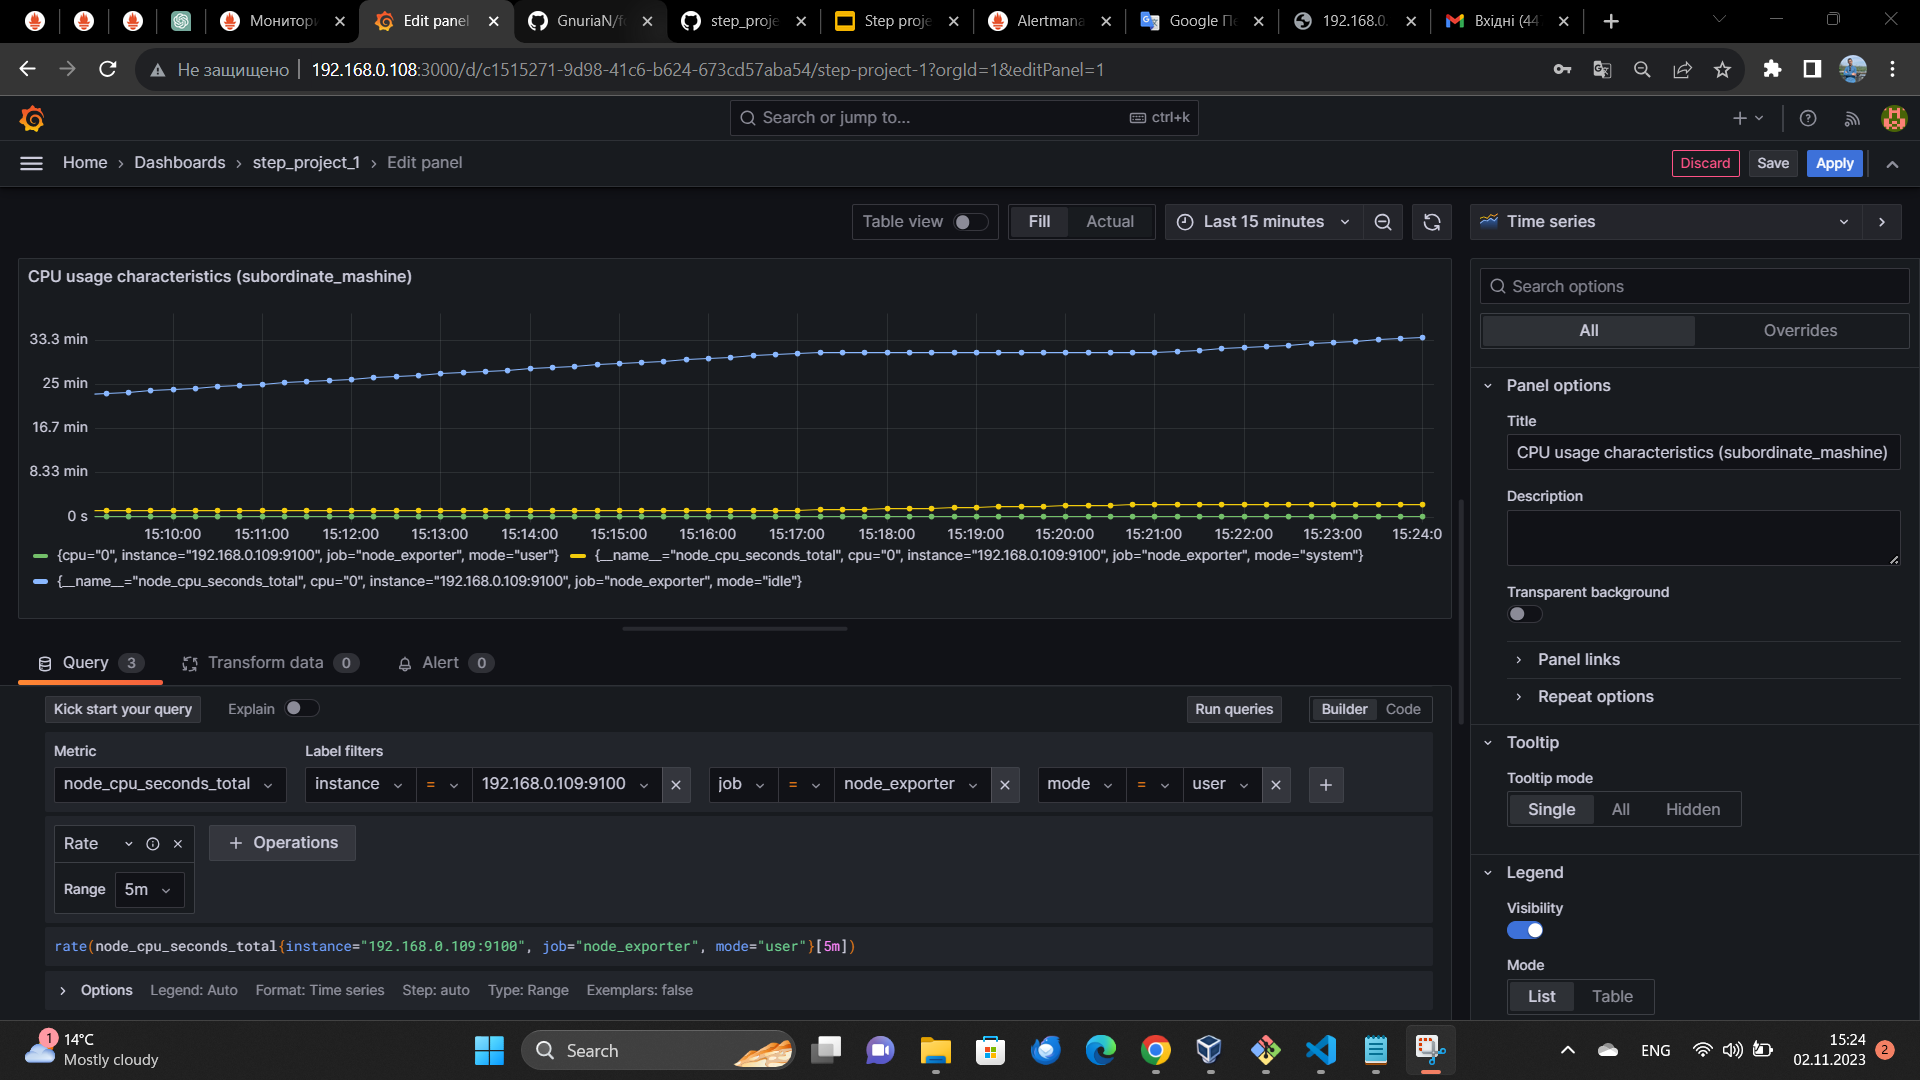 Монитори
Edit panel
GnuriaN/f
step_proje
Step proje
Alertmana
Google П
192.168.0.
Вхідні (44
Не защищено
192.168.0.108:3000/d/c1515271-9d98-41c6-b624-673cd57aba54/step-project-1?orgId=1&editPanel=1
Search or jump to...
ctrl+k
Home > Dashboards > step_project_1 > Edit panel
Discard
Save
Apply
Table view
Fill
Actual
Last 15 minutes
Time series
CPU usage characteristics (subordinate_mashine)
33.3 min
25 min
16.7 min
8.33 min
0 s
15:10:00 15:11:00 15:12:00 15:13:00 15:14:00 15:15:00 15:16:00 15:17:00 15:18:00 15:19:00 15:20:00 15:21:00 15:22:00 15:23:00 15:24:0
{cpu="0", instance="192.168.0.109:9100", job="node_exporter", mode="user"} {__name__="node_cpu_seconds_total", cpu="0", instance="192.168.0.109:9100", job="node_exporter", mode="system"}
{__name__="node_cpu_seconds_total", cpu="0", instance="192.168.0.109:9100", job="node_exporter", mode="idle"}
Search options
All
Overrides
Panel options
Title
CPU usage characteristics (subordinate_mashine)
Description
Transparent background
Panel links
Repeat options
Tooltip
Tooltip mode
Single All Hidden
Legend
Visibility
Mode
List Table
Query 3
Transform data 0
Alert 0
Kick start your query
Explain
Run queries
Builder Code
Metric
Label filters
node_cpu_seconds_total
instance = 192.168.0.109:9100
job = node_exporter
mode = user
Rate
+ Operations
Range 5m
rate(node_cpu_seconds_total{instance="192.168.0.109:9100", job="node_exporter", mode="user"}[5m])
Options Legend: Auto Format: Time series Step: auto Type: Range Exemplars: false
1
14°C
Mostly cloudy
Search
ENG
15:24
02.11.2023
2